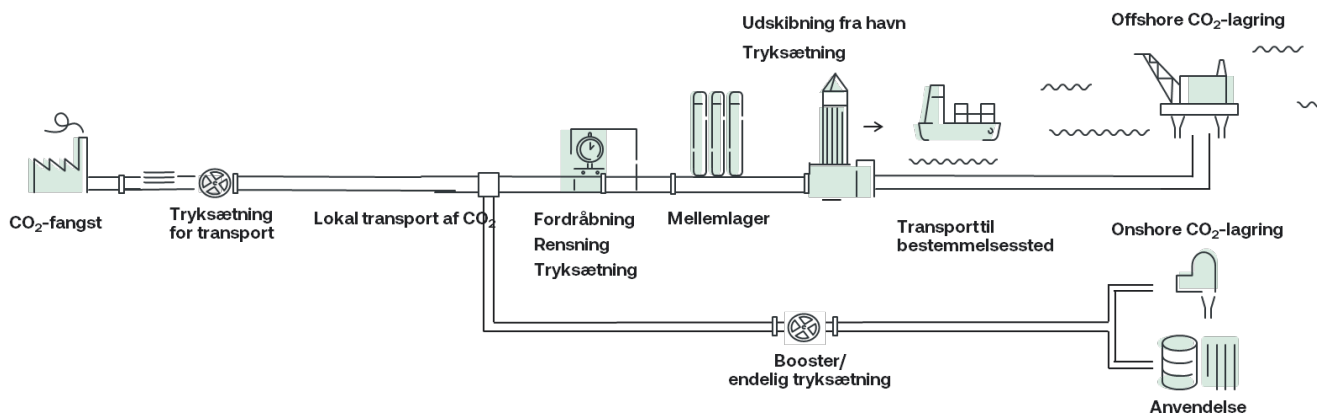 Udskibning fra havn
Tryksætning
Offshore CO₂-lagring
CO₂-fangst
Tryksætning
for transport
Lokal transport af CO₂
Fordråbning
Rensning
Tryksætning
Mellemlager
Transport til
bestemmelsessted
Onshore CO₂-lagring
Booster/
endelig tryksætning
Anvendelse